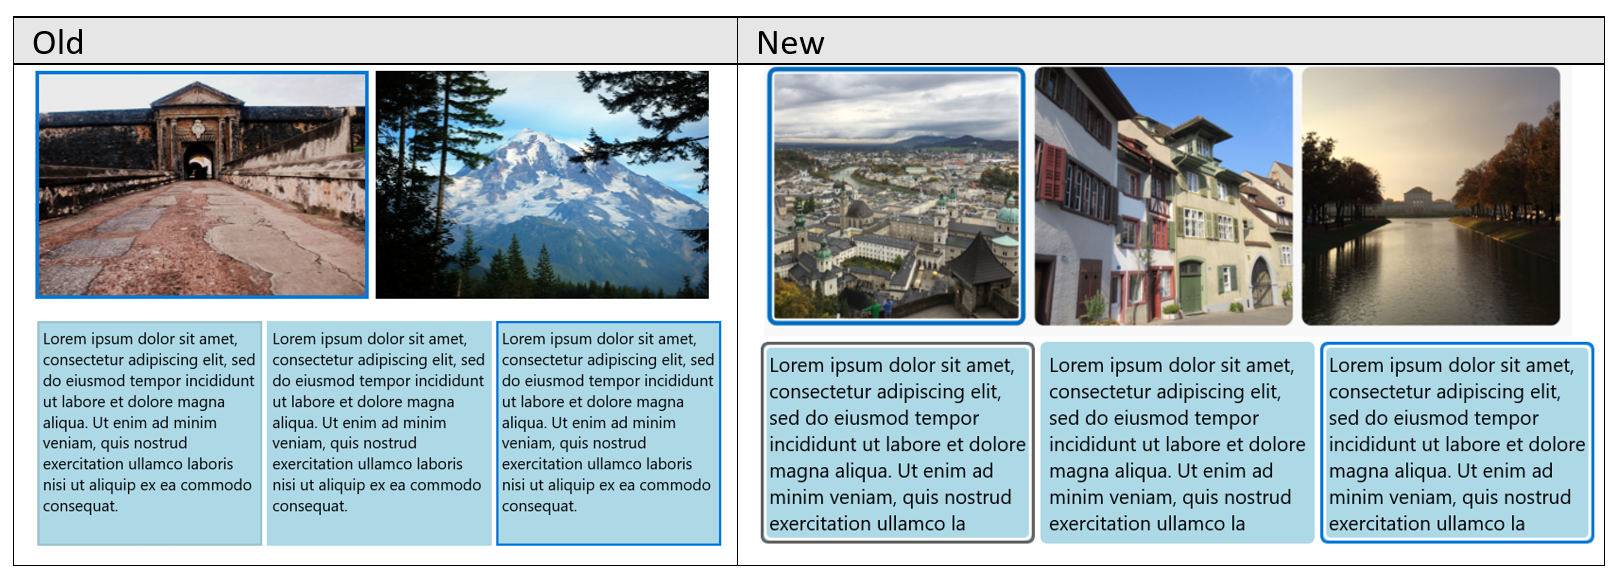 Old
New
Lorem ipsum dolor sit amet,
consectetur adipiscing elit, sed
do eiusmod tempor incididunt
ut labore et dolore magna
aliqua. Ut enim ad minim
veniam, quis nostrud
exercitation ullamco laboris
nisi ut aliquip ex ea commodo
consequat.
Lorem ipsum dolor sit amet,
consectetur adipiscing elit, sed
do eiusmod tempor incididunt
ut labore et dolore magna
aliqua. Ut enim ad minim
veniam, quis nostrud
exercitation ullamco laboris
nisi ut aliquip ex ea commodo
consequat.
Lorem ipsum dolor sit amet,
consectetur adipiscing elit, sed
do eiusmod tempor incididunt
ut labore et dolore magna
aliqua. Ut enim ad minim
veniam, quis nostrud
exercitation ullamco laboris
nisi ut aliquip ex ea commodo
consequat.
Lorem ipsum dolor sit amet,
consectetur adipiscing elit,
sed do eiusmod tempor
incididunt ut labore et dolore
magna aliqua. Ut enim ad
minim veniam, quis nostrud
exercitation ullamco la
Lorem ipsum dolor sit amet,
consectetur adipiscing elit,
sed do eiusmod tempor
incididunt ut labore et dolore
magna aliqua. Ut enim ad
minim veniam, quis nostrud
exercitation ullamco la
Lorem ipsum dolor sit amet,
consectetur adipiscing elit,
sed do eiusmod tempor
incididunt ut labore et dolore
magna aliqua. Ut enim ad
minim veniam, quis nostrud
exercitation ullamco la